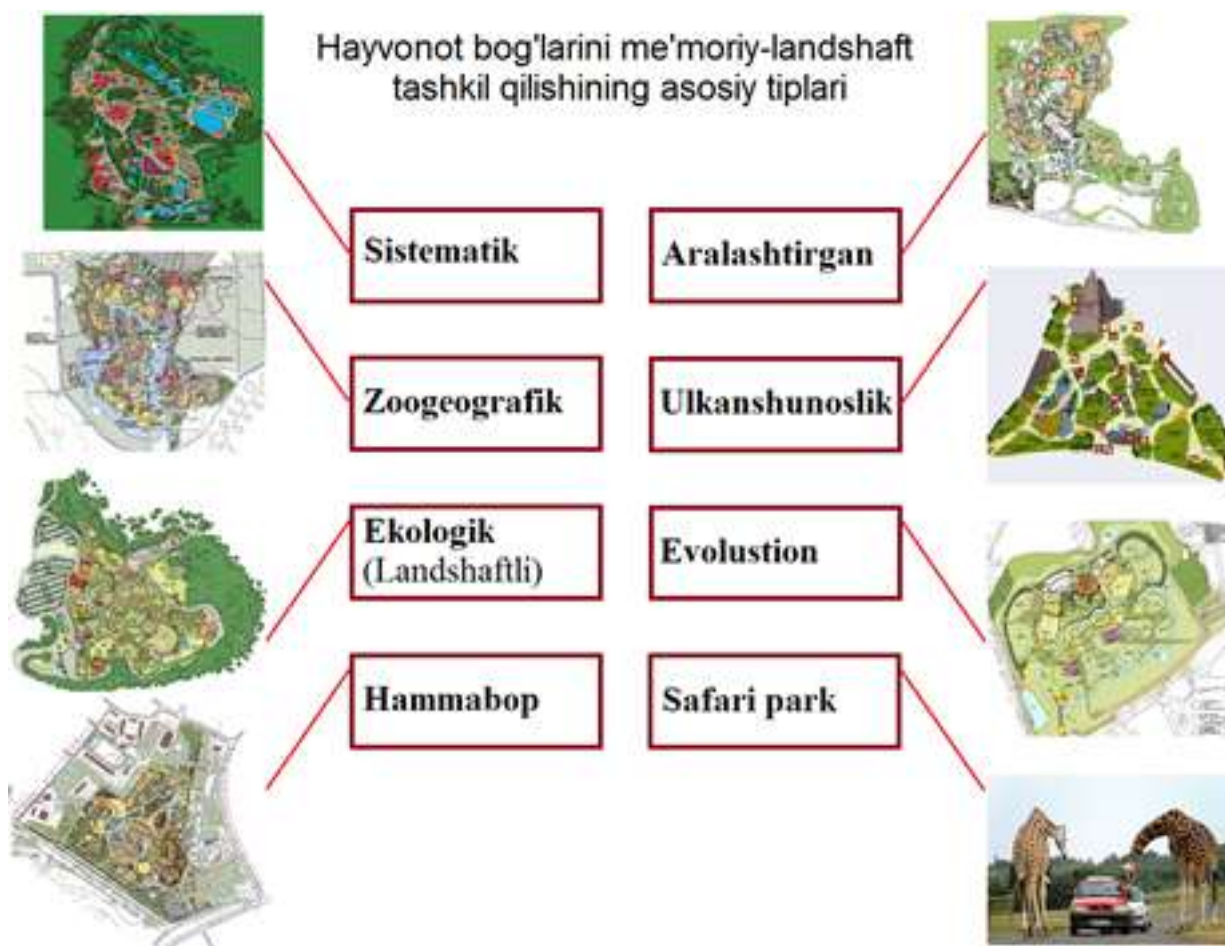 Hayvonot bog'larini me'moriy-landshaft
tashkil qilishining asosiy tiplari
Sistematik
Aralashtirgan
Zoogeografik
Ulkanshunoslik
Ekologik
(Landshaftli)
Evolustion
Hammabop
Safari park